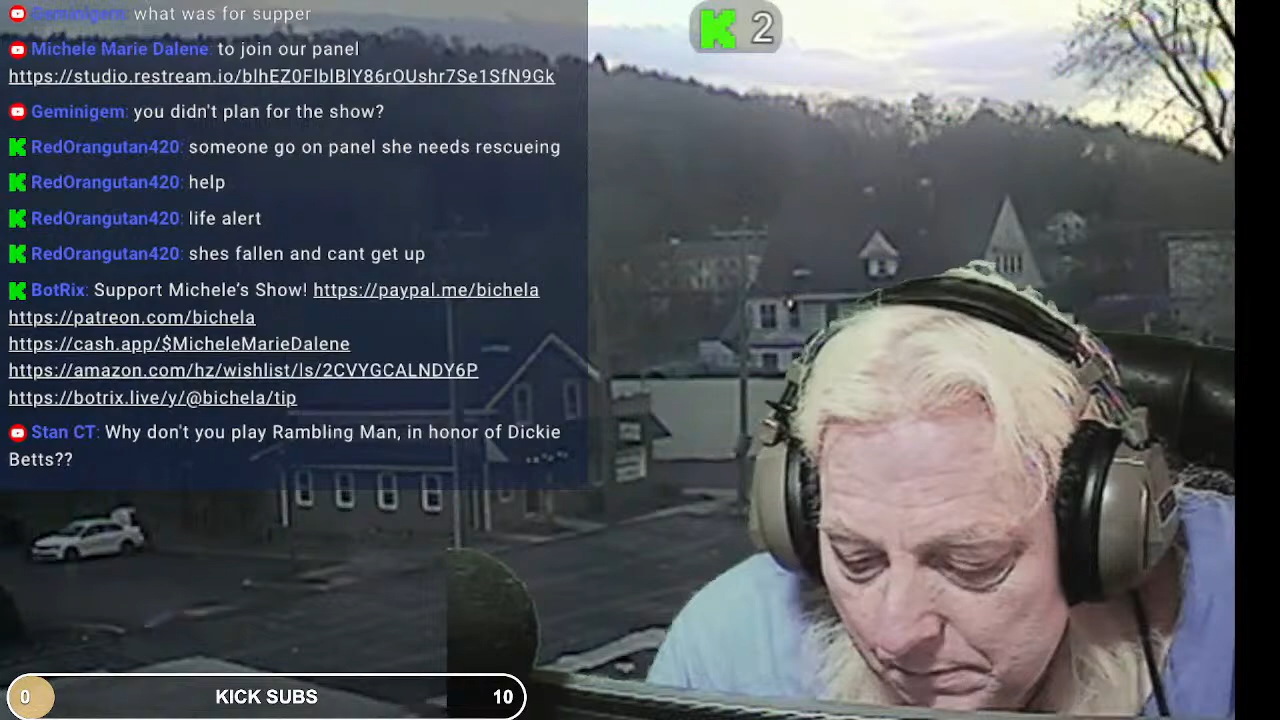 Geminigem: what was for supper
Michele Marie Dalene: to join our panel
https://studio.restream.io/blhEZ0FlblBlY86rOUshr7Se1SfN9Gk
Geminigem: you didn't plan for the show?
RedOrangutan420: someone go on panel she needs rescueing
RedOrangutan420: help
RedOrangutan420: life alert
RedOrangutan420: shes fallen and cant get up
BotRix: Support Michele's Show! https://paypal.me/bichela
https://patreon.com/bichela
https://cash.app/$MicheleMarieDalene
https://amazon.com/hz/wishlist/ls/2CVYGCALNDY6P
https://botrix.live/y/@bichela/tip
Stan CT: Why don't you play Rambling Man, in honor of Dickie
Betts??
K 2
0 KICK SUBS 10